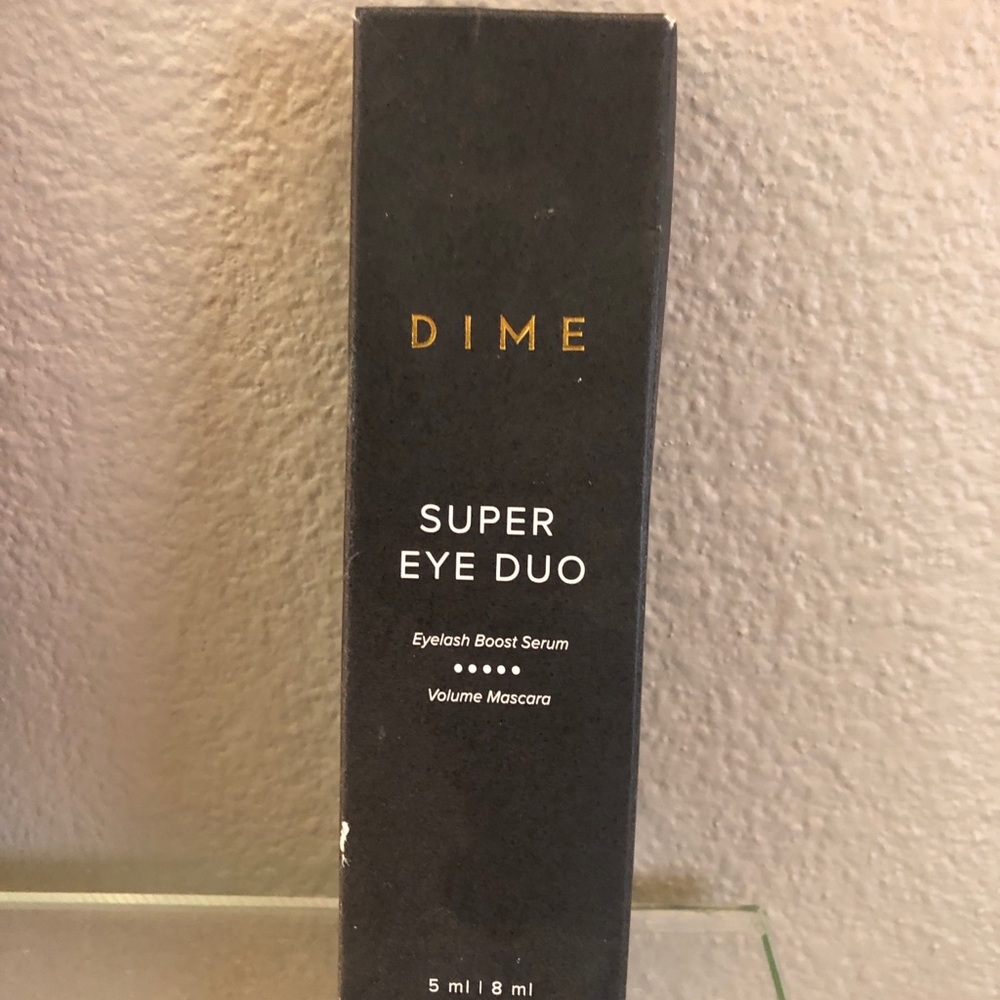 DIME
SUPER
EYE DUO
Eyelash Boost Serum
•••••
Volume Mascara
5 ml | 8 ml